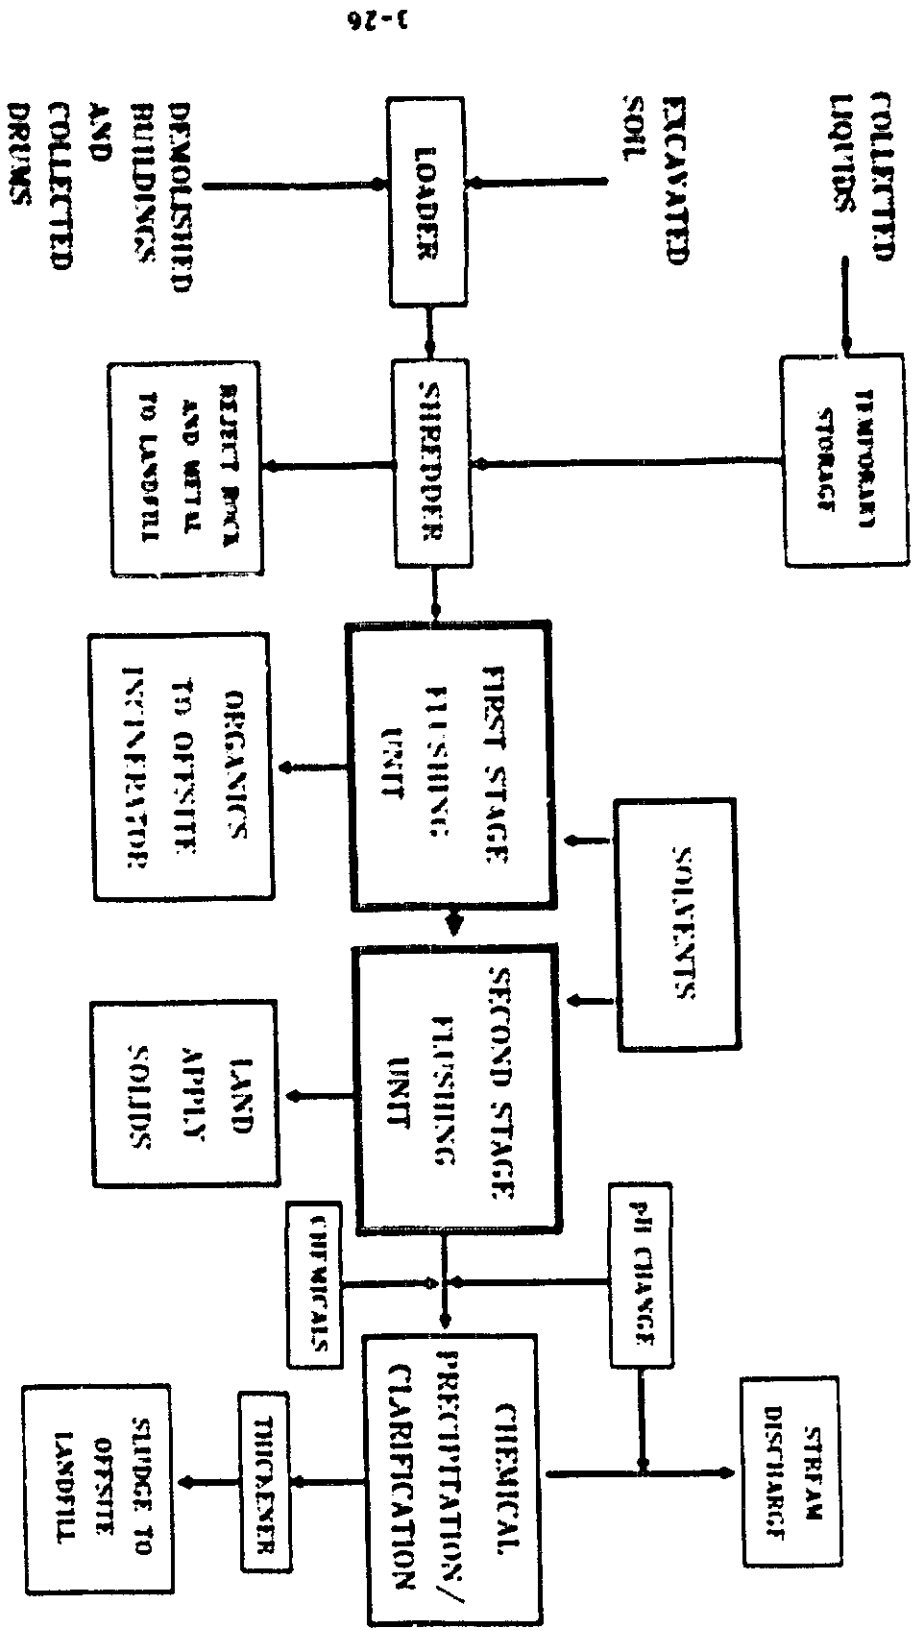 COLLECTED
LIQUIDS
TEMPORARY
STORAGE
EXCAVATED
SOIL
LOADER
DEMOLISHED
BUILDINGS
AND
COLLECTED
DRUMS
SHREDDER
REJECT ROCK
AND METAL
TO LANDFILL
SOLVENTS
FIRST STAGE
FLUSHING
UNIT
ORGANICS
TO OFFSITE
INCINERATOR
SECOND STAGE
FLUSHING
UNIT
LAND
APPLY
SOLIDS
pH CHANGE
CHEMICALS
STREAM
DISCHARGE
CHEMICAL
PRECIPITATION/
CLARIFICATION
THICKENER
SLUDGE TO
OFFSITE
LANDFILL
3-26